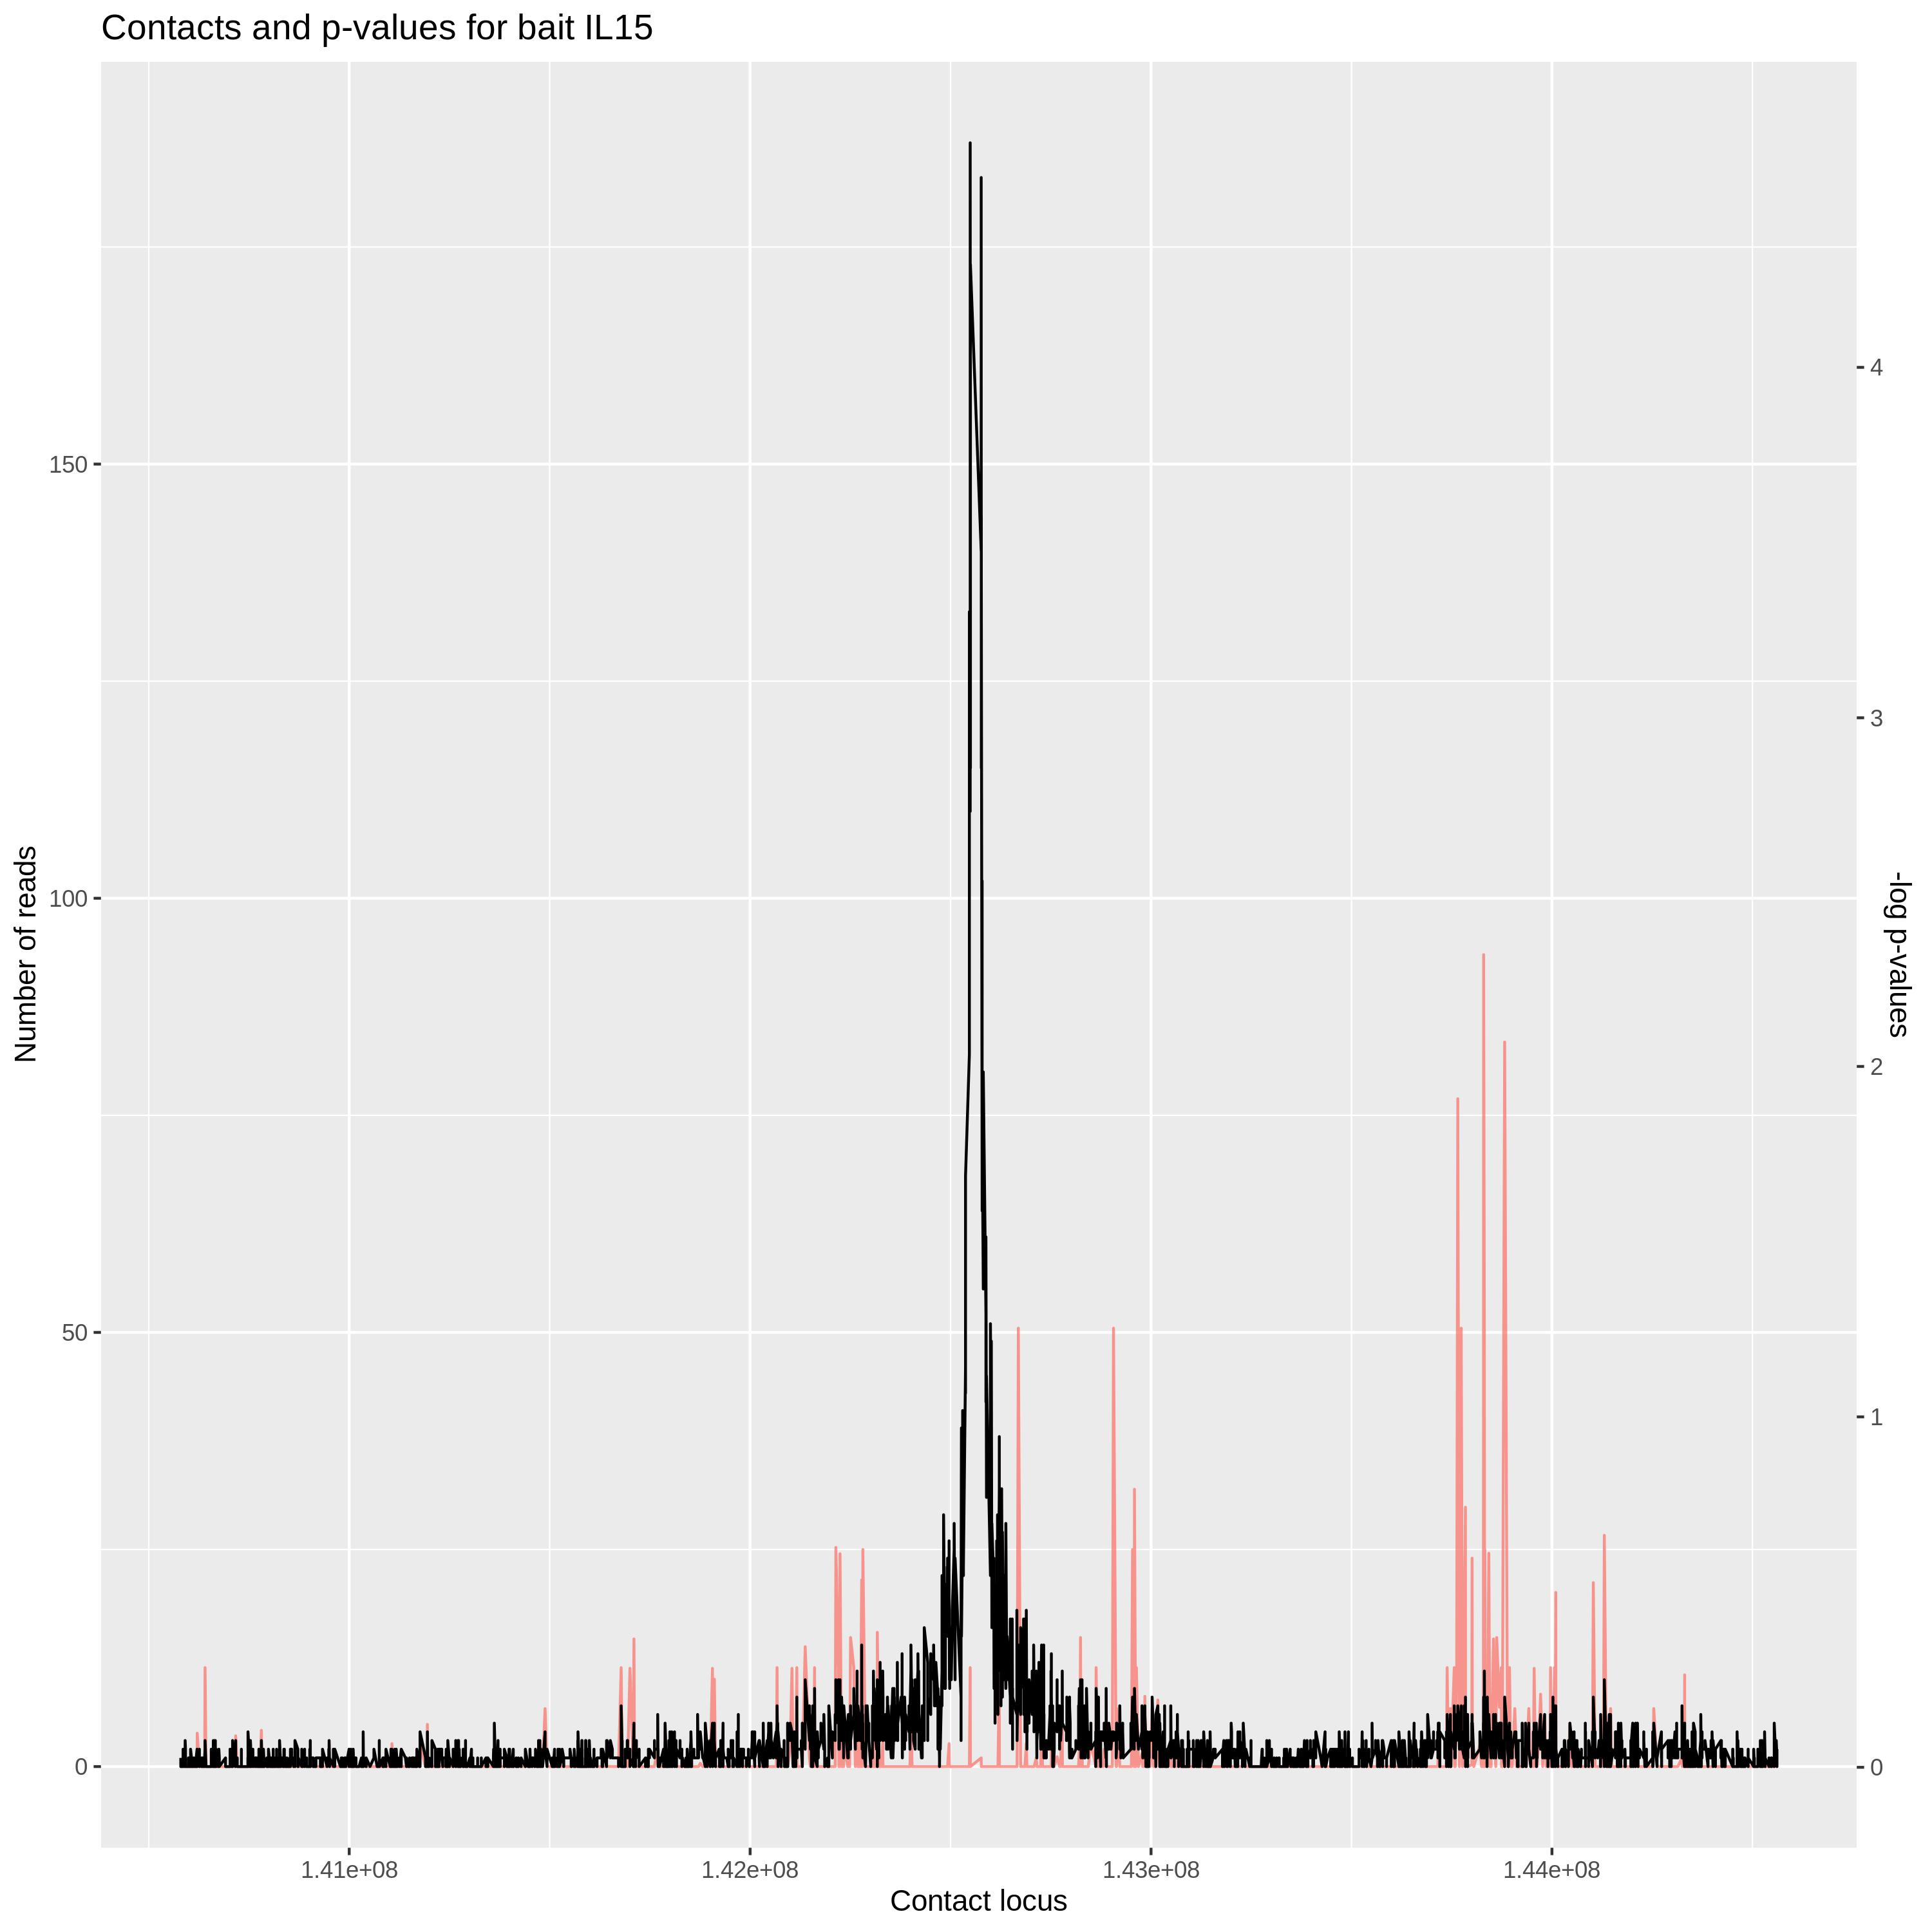 Contacts and p-values for bait IL15
Number of reads
150
100
50
0
4
3
2
1
0
-log p-values
1.41e+08
1.42e+08
1.43e+08
1.44e+08
Contact locus